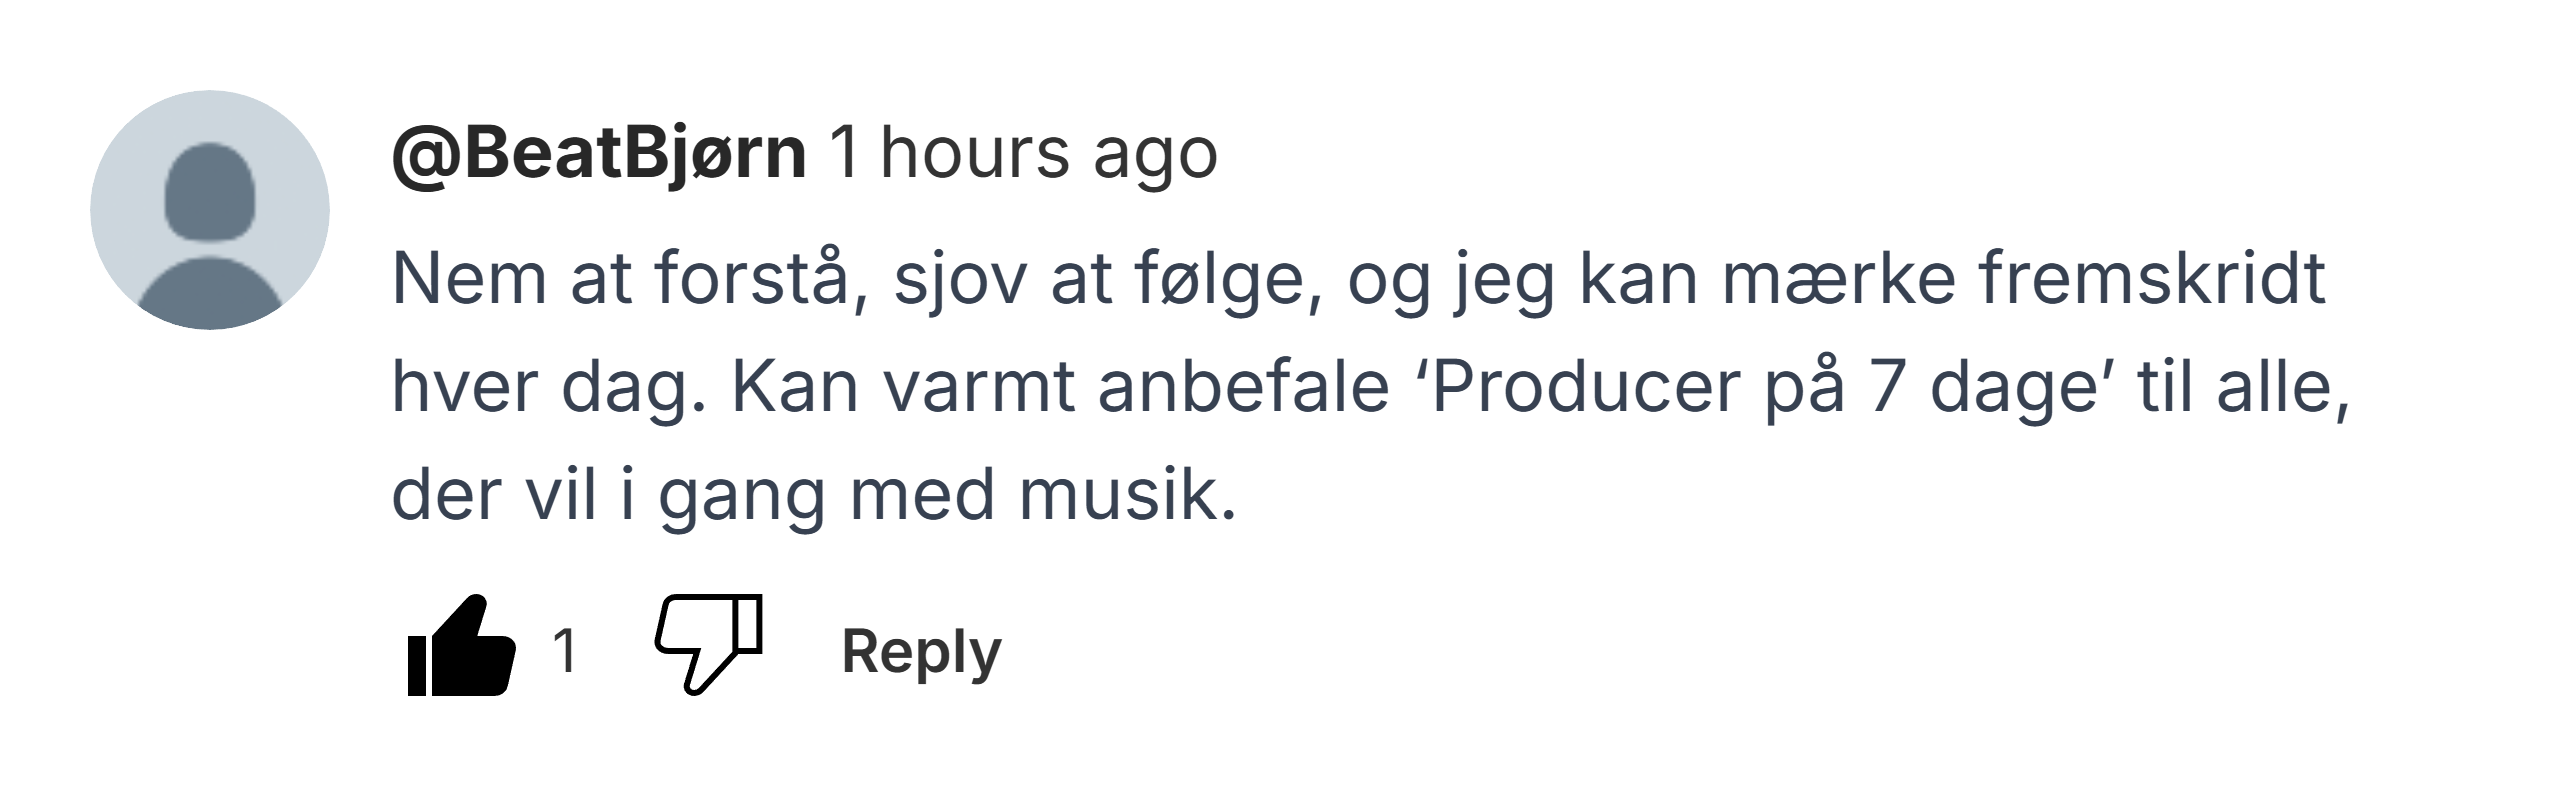 @BeatBjørn 1 hours ago
Nem at forstå, sjov at følge, og jeg kan mærke fremskridt
hver dag. Kan varmt anbefale ‘Producer på 7 dage’ til alle,
der vil i gang med musik.
1 Reply